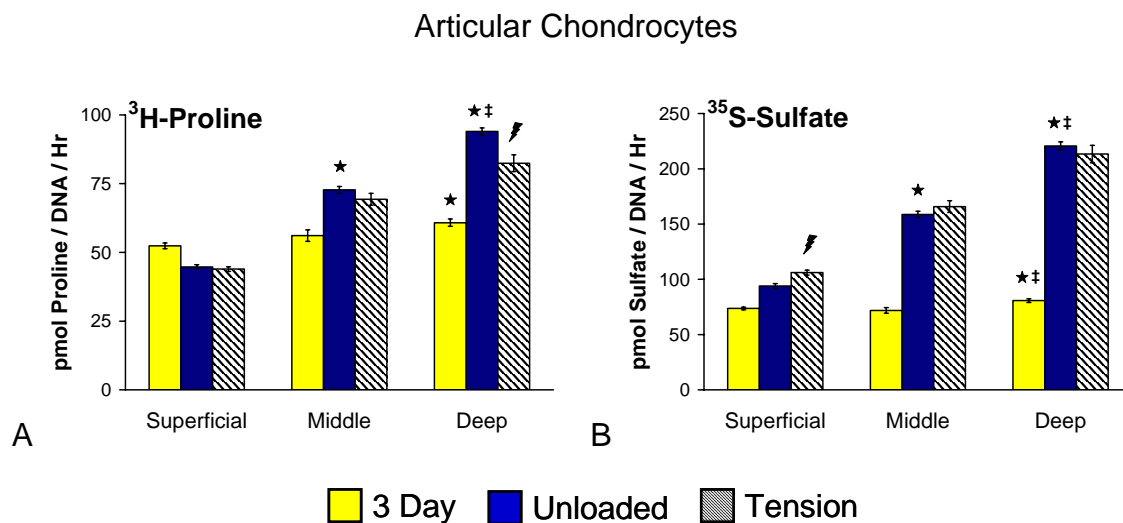 Articular Chondrocytes
³H-Proline
pmol Proline / DNA / Hr
100
75
50
25
0
★
★
★ ‡
Superficial Middle Deep
A
³⁵S-Sulfate
pmol Sulfate / DNA / Hr
250
200
150
100
50
0
★
★ ‡
★ ‡
Superficial Middle Deep
B
3 Day Unloaded Tension